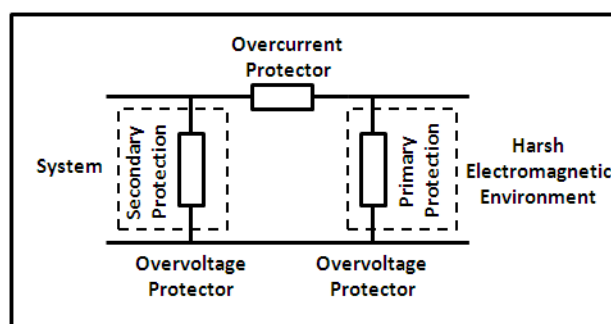 Overcurrent
Protector
System
Secondary
Protection
Primary
Protection
Harsh
Electromagnetic
Environment
Overvoltage
Protector
Overvoltage
Protector